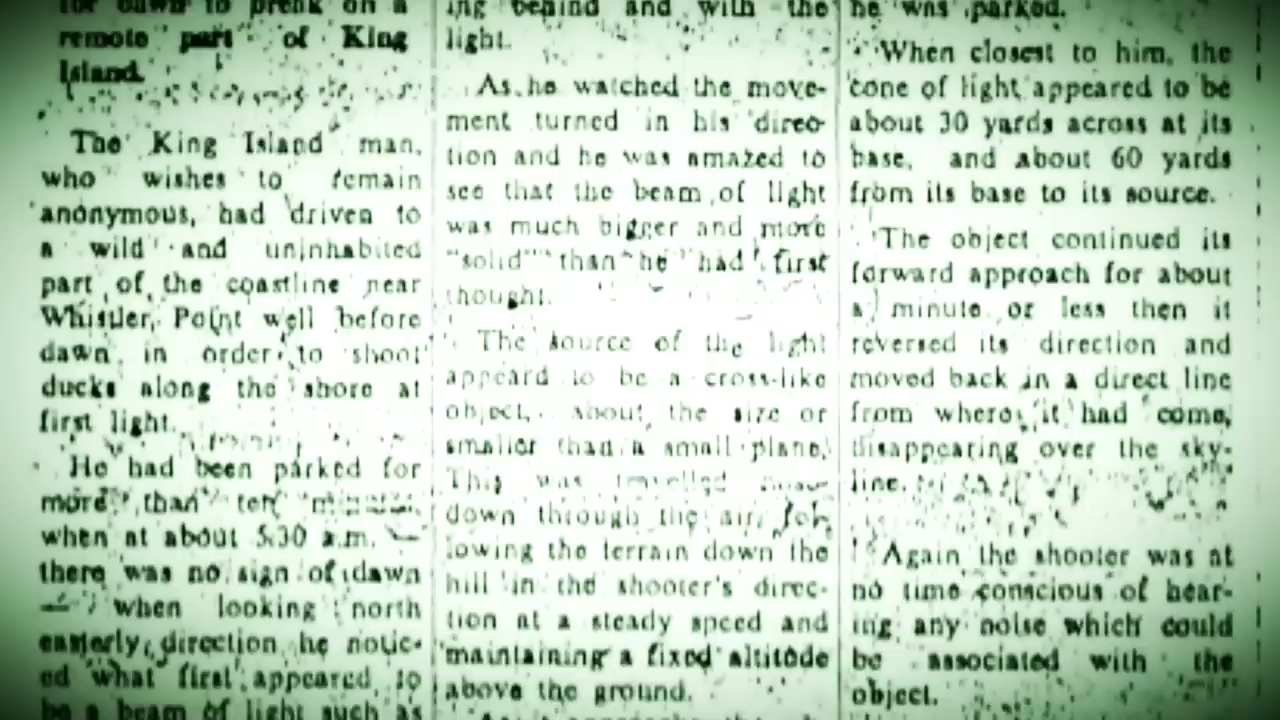 for dawn to break on a
remote part of King
Island.
The King Island man,
who wishes to remain
anonymous, had driven to
a wild and uninhabited
part of the coastline near
Whistler Point well before
dawn in order to shoot
ducks along the shore at
first light.
He had been parked for
more than ten
when at about 5.30 a.m. —
there was no sign of dawn
— when looking north
easterly direction he notic-
ed what first appeared to
be a beam of light such as
ing behind and with the
light.
As he watched the move-
ment turned in his direc-
tion and he was amazed to
see that the beam of light
was much bigger and more
"solid" than he had first
thought.
The source of the light
appeard to be a cross-like
object, about the size or
smaller than a small plane.
This was travelled
down through the air, fol-
lowing the terrain down the
hill in the shooter's direc-
tion at a steady speed and
maintaining a fixed altitude
above the ground.
he was parked.
When closest to him, the
cone of light appeared to be
about 30 yards across at its
base, and about 60 yards
from its base to its source.
The object continued its
forward approach for about
a minute or less then it
reversed its direction and
moved back in a direct line
from where it had come,
disappearing over the sky-
line.
Again the shooter was at
no time conscious of hear-
ing any noise which could
be associated with the
object.